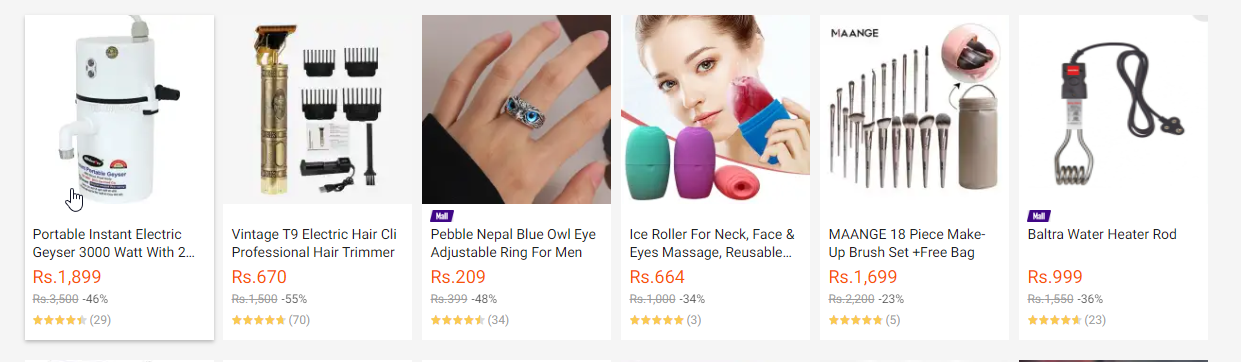 MAANGE
Portable Geyser
Mall
Mall
Portable Instant Electric
Geyser 3000 Watt With 2...
Rs.1,899
Rs.3,500 -46%
(29)
Vintage T9 Electric Hair Cli
Professional Hair Trimmer
Rs.670
Rs.1,500 -55%
(70)
Pebble Nepal Blue Owl Eye
Adjustable Ring For Men
Rs.209
Rs.399 -48%
(34)
Ice Roller For Neck, Face &
Eyes Massage, Reusable...
Rs.664
Rs.1,000 -34%
(3)
MAANGE 18 Piece Make-
Up Brush Set +Free Bag
Rs.1,699
Rs.2,200 -23%
(5)
Baltra Water Heater Rod
Rs.999
Rs.1,550 -36%
(23)